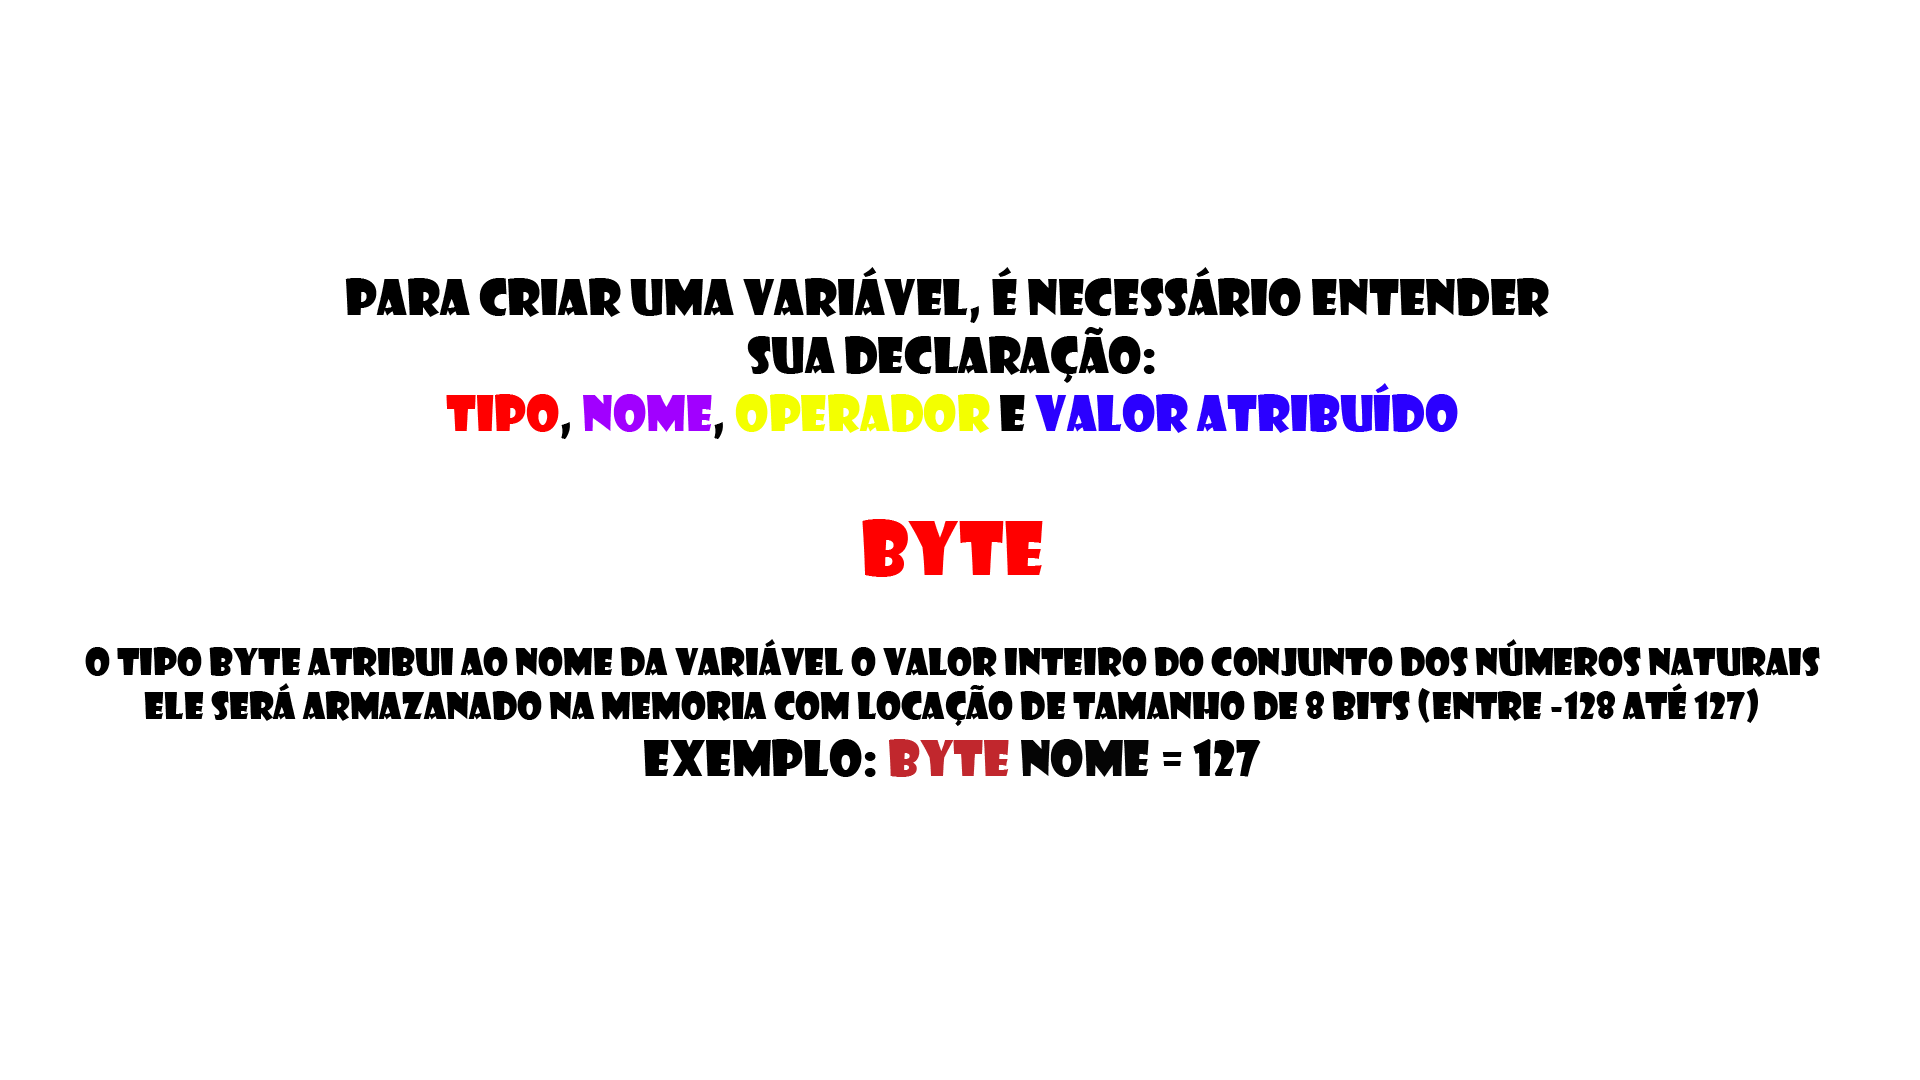 PARA CRIAR UMA VARIÁVEL, É NECESSÁRIO ENTENDER
SUA DECLARAÇÃO:
TIPO, NOME, OPERADOR E VALOR ATRIBUÍDO
BYTE
O TIPO BYTE ATRIBUI AO NOME DA VARIÁVEL O VALOR INTEIRO DO CONJUNTO DOS NÚMEROS NATURAIS
ELE SERÁ ARMAZANADO NA MEMORIA COM LOCAÇÃO DE TAMANHO DE 8 BITS (ENTRE -128 ATÉ 127)
EXEMPLO: BYTE NOME = 127